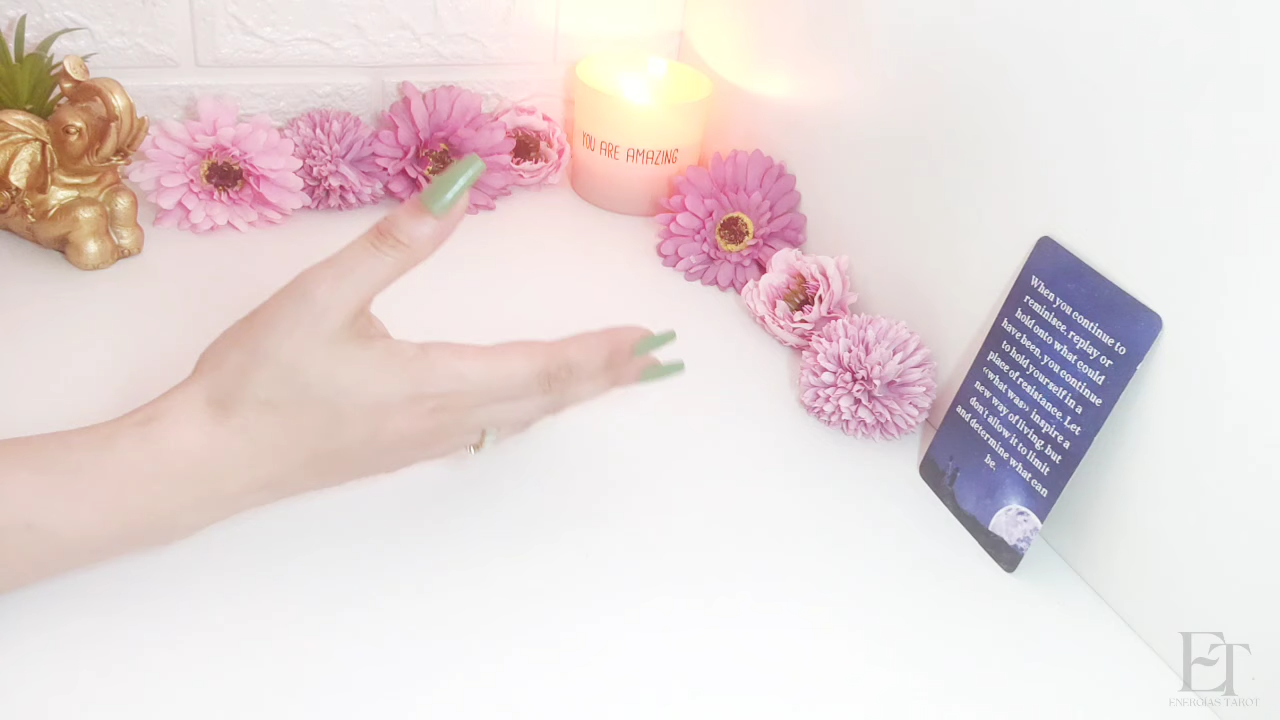 YOU ARE AMAZING
When you continue to
reminisce, replay or
hold onto what could
have been, you continue
to hold yourself in a
place of resistance. Let
«what was», inspire a
new way of living, but
don't allow it to limit
and determine what can
be.
ET
ENERGÍAS TAROT